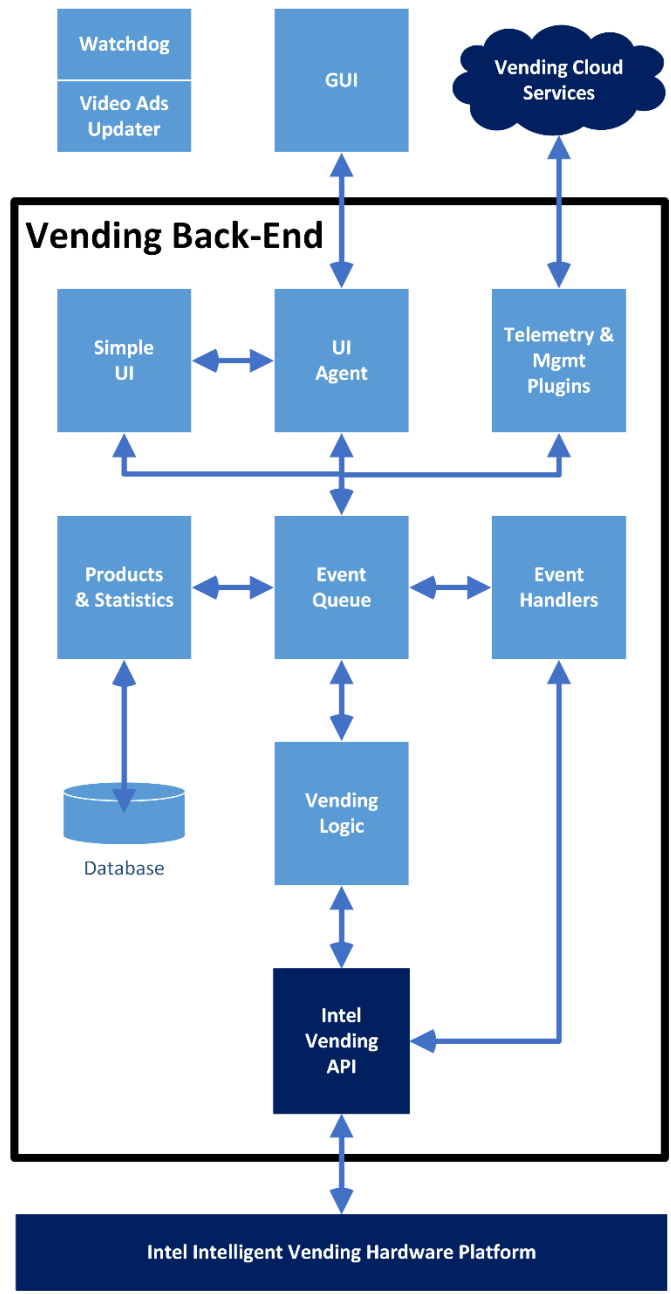 Watchdog
Video Ads
Updater
GUI
Vending Cloud
Services
Vending Back-End
Simple
UI
UI
Agent
Telemetry &
Mgmt
Plugins
Products
& Statistics
Event
Queue
Event
Handlers
Vending
Logic
Database
Intel
Vending
API
Intel Intelligent Vending Hardware Platform